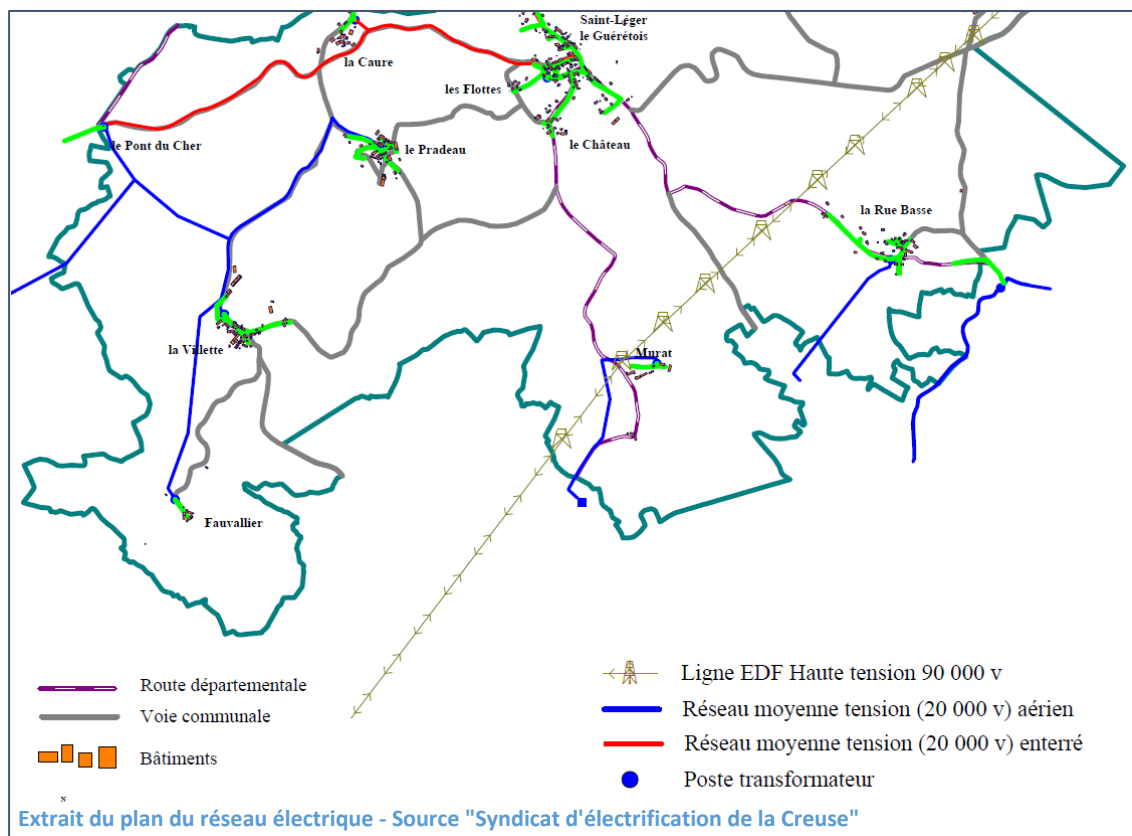 Saint-Léger
le Guérétois
la Caure
les Flottes
le Pont du Cher
le Pradeau
le Château
la Rue Basse
la Villette
Murat
Fauvallier
Route départementale
Voie communale
Bâtiments
Ligne EDF Haute tension 90 000 v
Réseau moyenne tension (20 000 v) aérien
Réseau moyenne tension (20 000 v) enterré
Poste transformateur
N
Extrait du plan du réseau électrique - Source "Syndicat d'électrification de la Creuse"